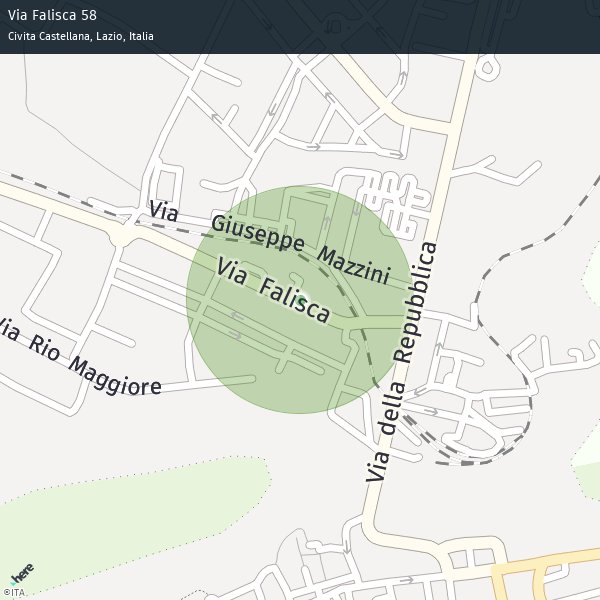 Via Falisca 58
Civita Castellana, Lazio, Italia
Via Giuseppe Mazzini
Via Falisca
Via della Repubblica
Via Rio Maggiore
here
©ITA.